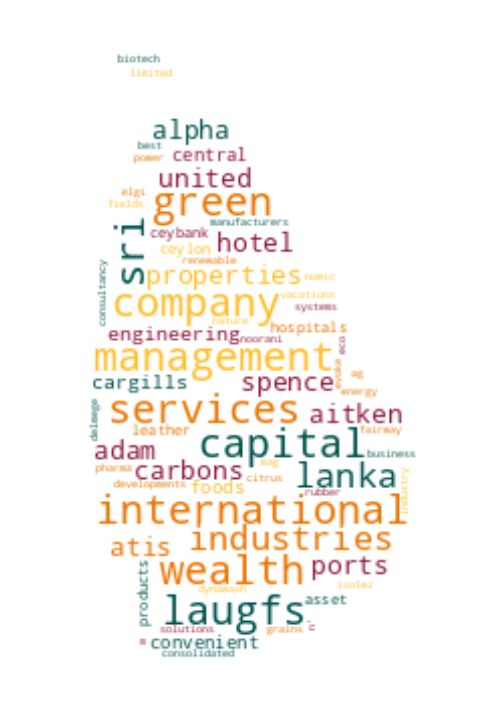 biotech
limited
alpha
best
power central
united
elgi
fields green
manufacturers
sri ceybank hotel
ceylon
renewable
consultancy properties nomic
company vacations
systems
nature
engineering hospitals
noorani eco
management
evoke ag
cargills spence energy
delmege services aitken
leather fairway
adam capital business
pharma carbons mag
citrus lanka
developments foods rubber industry
international
atis industries
wealth ports
products dynawash isolez
laugfs asset
solutions grains c
m convenient
consolidated